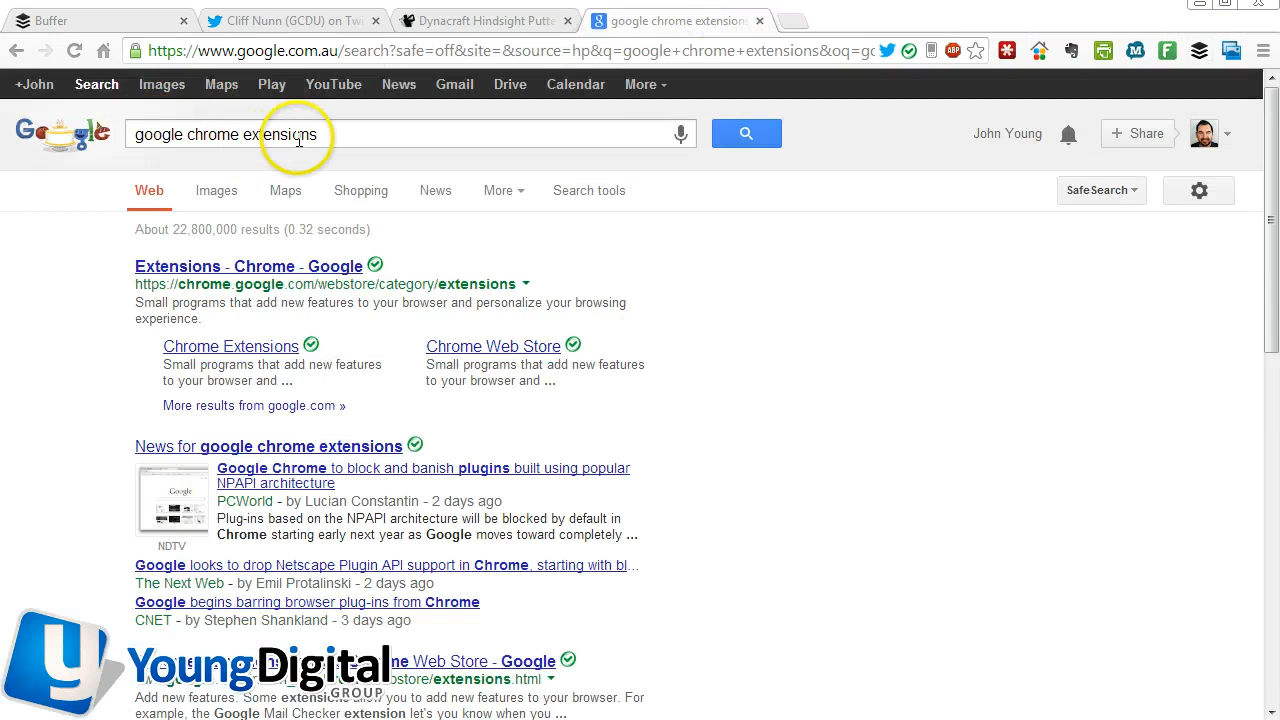 Buffer
Cliff Nunn (GCDU) on Twi
Dynacraft Hindsight Putte
google chrome extensions
https://www.google.com.au/search?safe=off&site=&source=hp&q=google+chrome+extensions&oq=gc
ABP
+John Search Images Maps Play YouTube News Gmail Drive Calendar More
Google
google chrome extensions
John Young
+ Share
Web Images Maps Shopping News More Search tools
SafeSearch
About 22,800,000 results (0.32 seconds)
Extensions - Chrome - Google
https://chrome.google.com/webstore/category/extensions
Small programs that add new features to your browser and personalize your browsing
experience.
Chrome Extensions
Small programs that add new features
to your browser and ...
Chrome Web Store
Small programs that add new features
to your browser and ...
More results from google.com »
News for google chrome extensions
Google
NDTV
Google Chrome to block and banish plugins built using popular
NPAPI architecture
PCWorld - by Lucian Constantin - 2 days ago
Plug-ins based on the NPAPI architecture will be blocked by default in
Chrome starting early next year as Google moves toward completely ...
Google looks to drop Netscape Plugin API support in Chrome, starting with bl...
The Next Web - by Emil Protalinski - 2 days ago
Google begins barring browser plug-ins from Chrome
CNET - by Stephen Shankland - 3 days ago
Web Store - Google
extensions.html
Add new features. Some extensions allow you to add new features to your browser. For
example, the Google Mail Checker extension let's you know when you ...
y
YoungDigital
GROUP